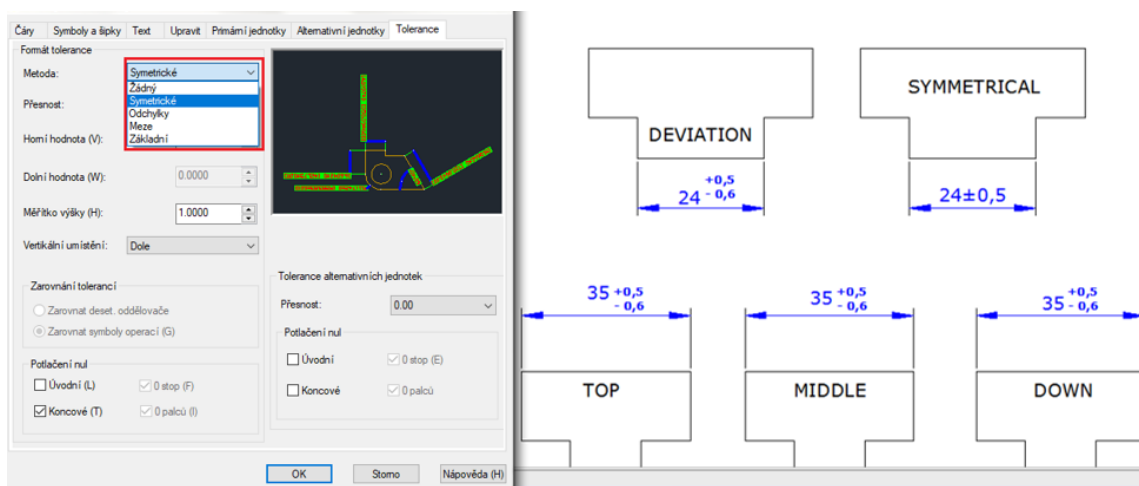 Čáry Symboly a šipky Text Upravit Primární jednotky Alternativní jednotky Tolerance
Formát tolerance
Metoda: Symetrické
Žádný
Symetrické
Odchylky
Meze
Základní
Přesnost:
Horní hodnota (V):
Dolní hodnota (W): 0.0000
Měřítko výšky (H): 1.0000
Vertikální umístění: Dole
Zarovnání tolerancí
Zarovnat deset. oddělovače
Zarovnat symboly operací (G)
Potlačení nul
Úvodní (L) 0 stop (F)
Koncové (T) 0 palců (I)
Tolerance alternativních jednotek
Přesnost: 0.00
Potlačení nul
Úvodní 0 stop (E)
Koncové 0 palců
OK Storno Nápověda (H)
DEVIATION
24 +0,5
- 0,6
SYMMETRICAL
24±0,5
35 +0,5
- 0,6
TOP
35 +0,5
- 0,6
MIDDLE
35 +0,5
- 0,6
DOWN